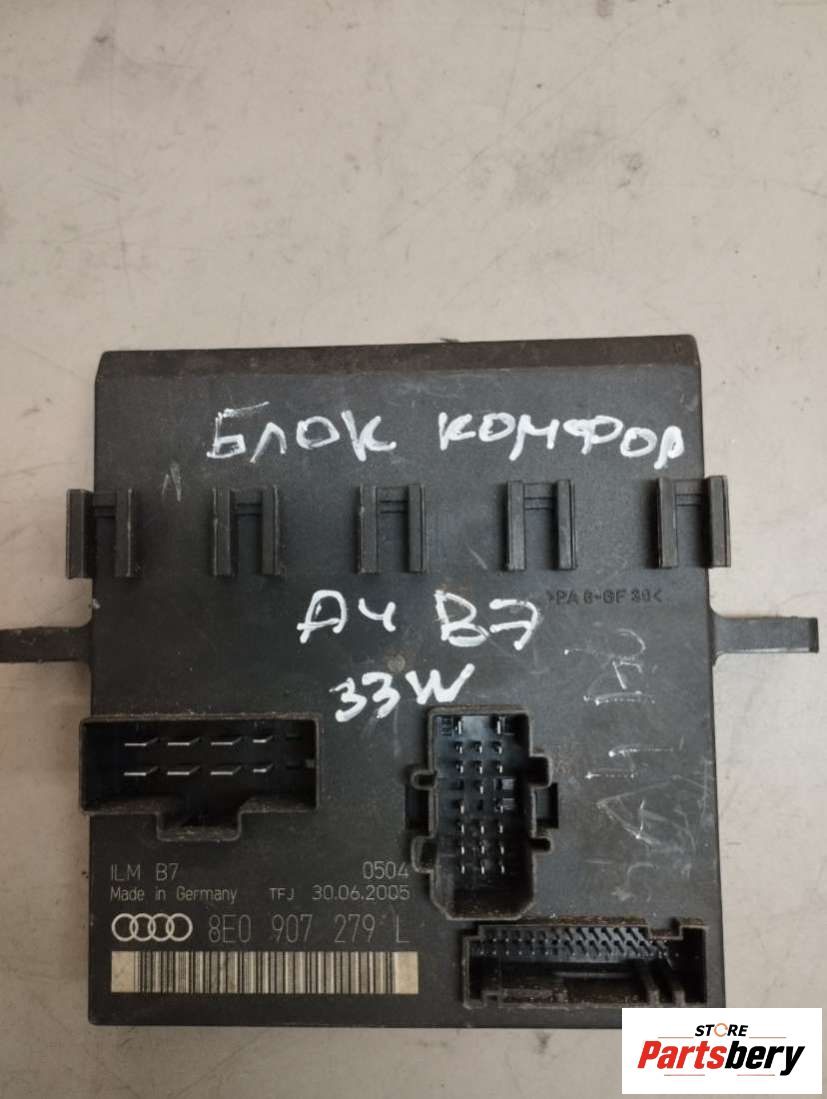 Блок комфор
>PA 6-GF 30<
A4 B7
33W
ILM B7 0504
Made in Germany TFJ 30.06.2005
8E0 907 279 L
STORE
Partsbery